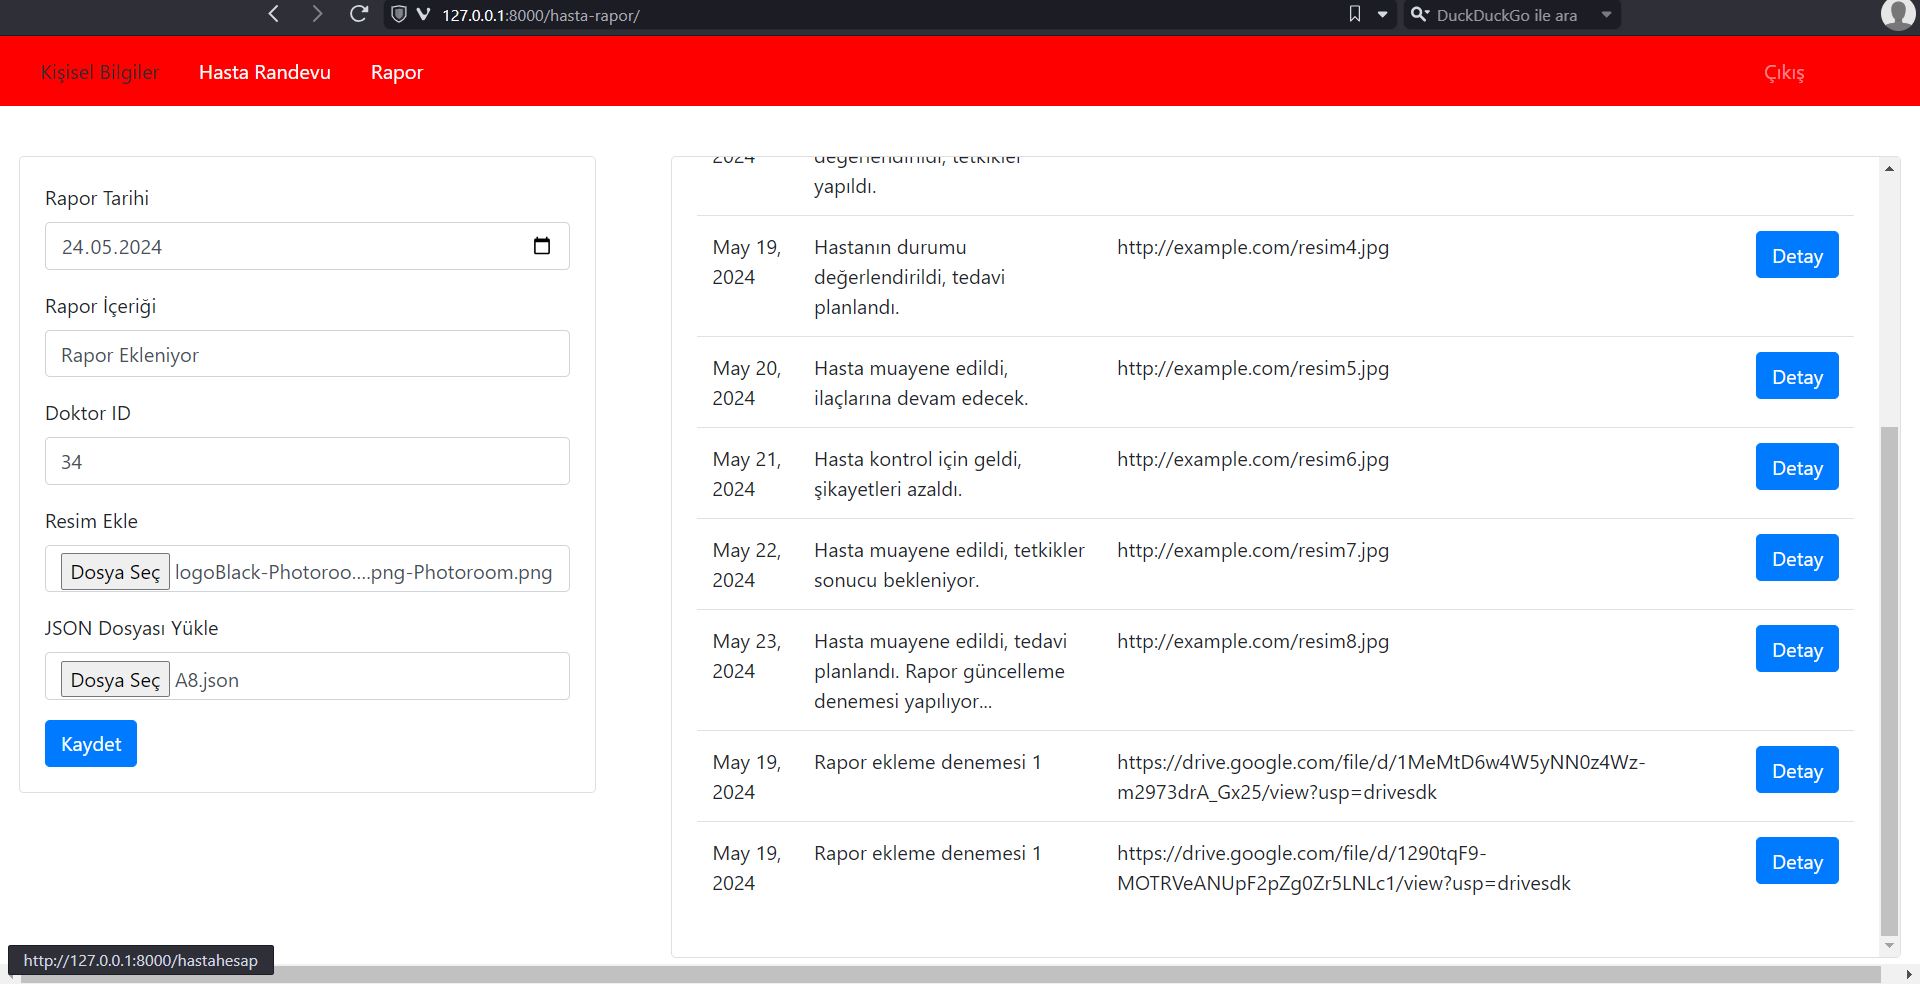 127.0.0.1:8000/hasta-rapor/
DuckDuckGo ile ara
Kişisel Bilgiler
Hasta Randevu
Rapor
Çıkış
Rapor Tarihi
24.05.2024
Rapor İçeriği
Rapor Ekleniyor
Doktor ID
34
Resim Ekle
Dosya Seç logoBlack-Photoroo....png-Photoroom.png
JSON Dosyası Yükle
Dosya Seç A8.json
Kaydet
2024
değerlendirildi, tetkikler
yapıldı.
May 19,
2024
Hastanın durumu
değerlendirildi, tedavi
planlandı.
http://example.com/resim4.jpg
Detay
May 20,
2024
Hasta muayene edildi,
ilaçlarına devam edecek.
http://example.com/resim5.jpg
Detay
May 21,
2024
Hasta kontrol için geldi,
şikayetleri azaldı.
http://example.com/resim6.jpg
Detay
May 22,
2024
Hasta muayene edildi, tetkikler
sonucu bekleniyor.
http://example.com/resim7.jpg
Detay
May 23,
2024
Hasta muayene edildi, tedavi
planlandı. Rapor güncelleme
denemesi yapılıyor...
http://example.com/resim8.jpg
Detay
May 19,
2024
Rapor ekleme denemesi 1
https://drive.google.com/file/d/1MeMtD6w4W5yNN0z4Wz-
m2973drA_Gx25/view?usp=drivesdk
Detay
May 19,
2024
Rapor ekleme denemesi 1
https://drive.google.com/file/d/1290tqF9-
MOTRVeANUpF2pZg0Zr5LNLc1/view?usp=drivesdk
Detay
http://127.0.0.1:8000/hastahesap